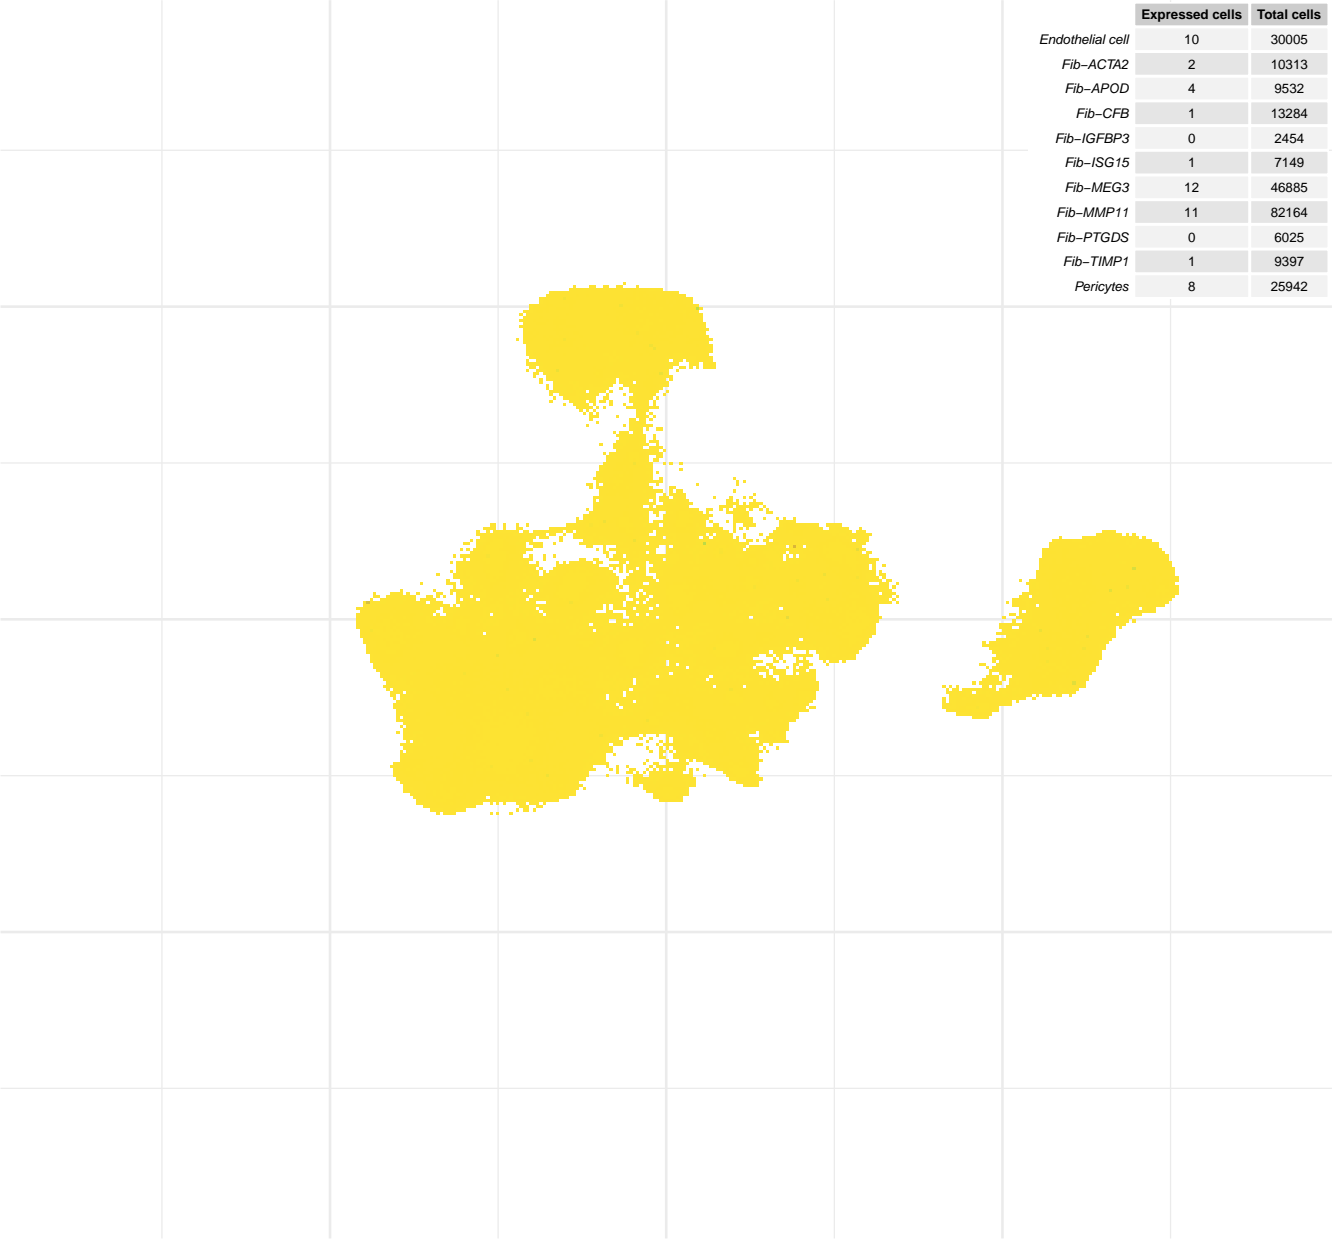 Expressed cells Total cells
Endothelial cell 10 30005
Fib−ACTA2 2 10313
Fib−APOD 4 9532
Fib−CFB 1 13284
Fib−IGFBP3 0 2454
Fib−ISG15 1 7149
Fib−MEG3 12 46885
Fib−MMP11 11 82164
Fib−PTGDS 0 6025
Fib−TIMP1 1 9397
Pericytes 8 25942